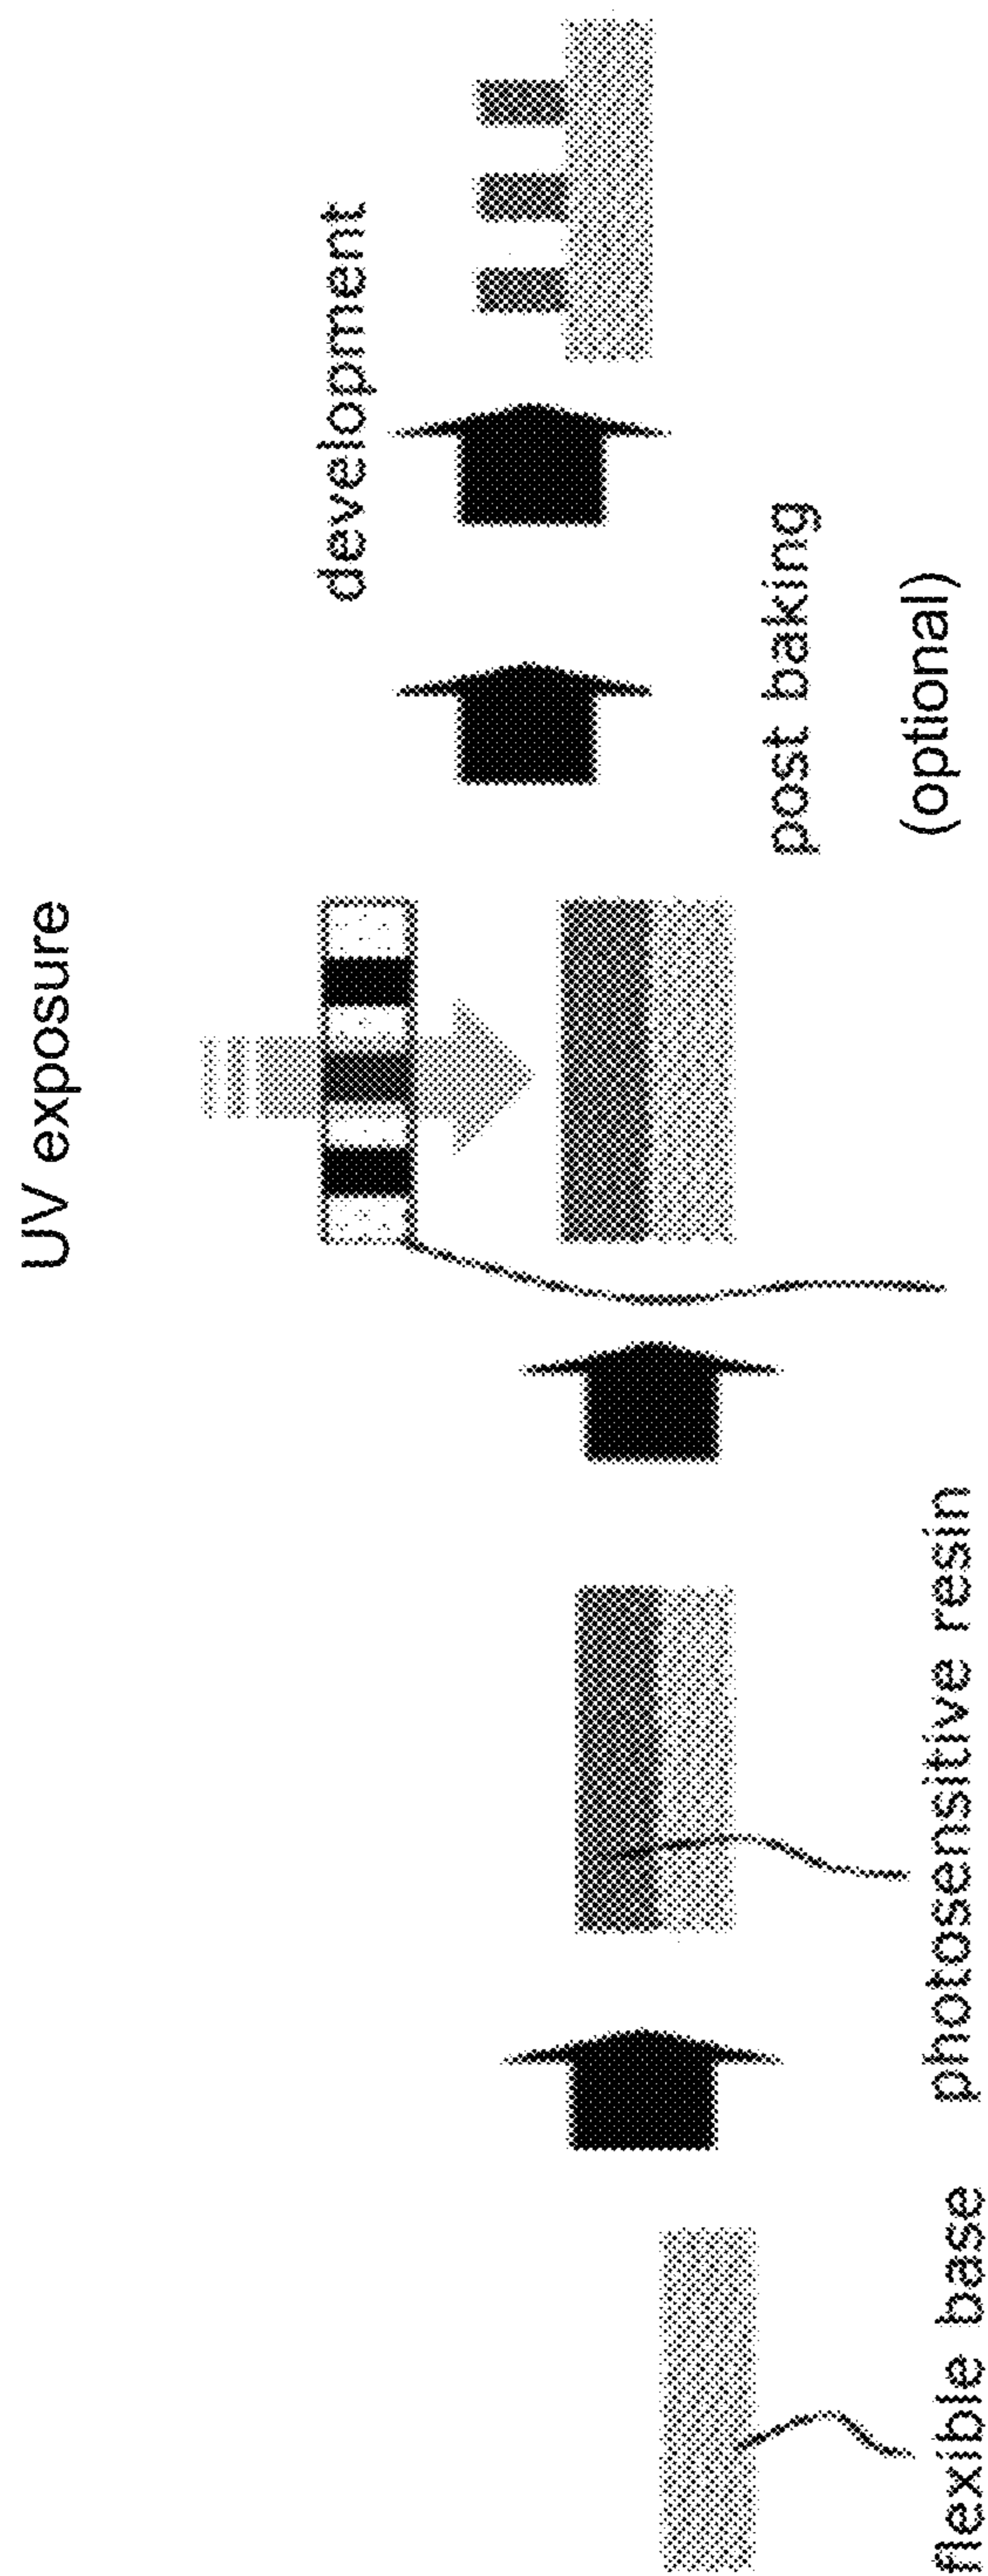 UV exposure
development
post baking
(optional)
flexible base
photosensitive resin